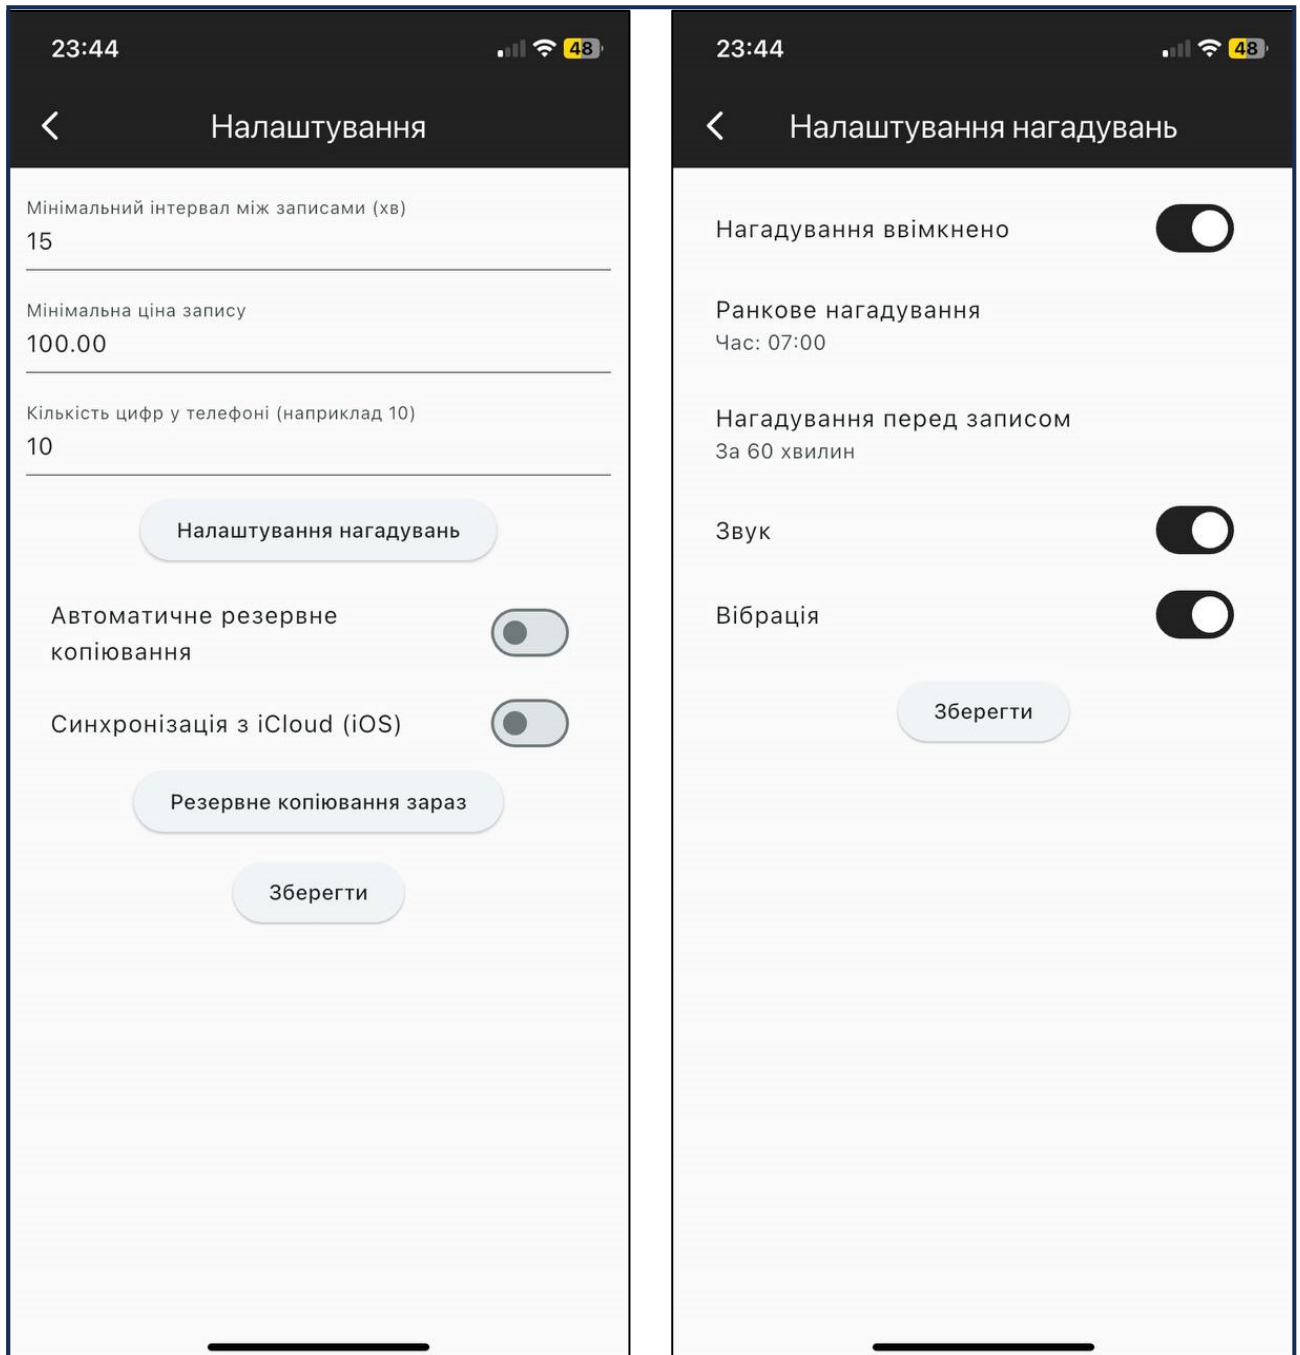 23:44
48
Налаштування
Мінімальний інтервал між записами (хв)
15
Мінімальна ціна запису
100.00
Кількість цифр у телефоні (наприклад 10)
10
Налаштування нагадувань
Автоматичне резервне
копіювання
Синхронізація з iCloud (iOS)
Резервне копіювання зараз
Зберегти
23:44
48
Налаштування нагадувань
Нагадування ввімкнено
Ранкове нагадування
Час: 07:00
Нагадування перед записом
За 60 хвилин
Звук
Вібрація
Зберегти